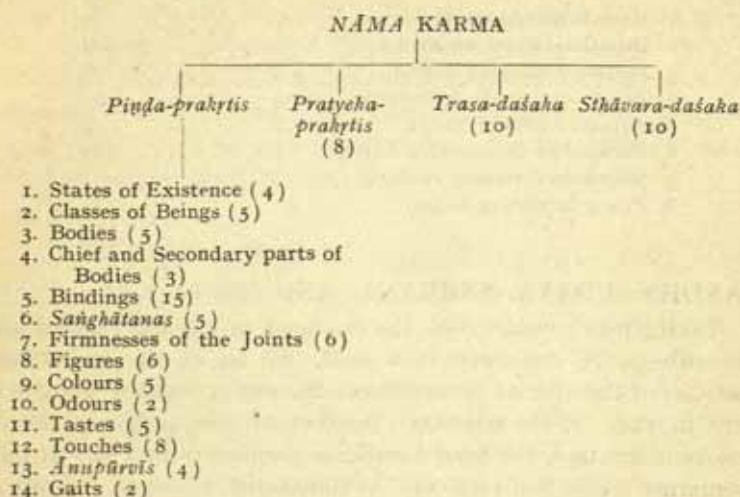 NĀMA KARMA
Piṇḍa-prakṛtis Pratyeka- Trasa-daśaka Sthāvara-daśaka
prakṛtis (10) (10)
(8)
1. States of Existence (4)
2. Classes of Beings (5)
3. Bodies (5)
4. Chief and Secondary parts of
Bodies (3)
5. Bindings (15)
6. Saṅghātanas (5)
7. Firmnesses of the Joints (6)
8. Figures (6)
9. Colours (5)
10. Odours (2)
11. Tastes (5)
12. Touches (8)
13. Ānupūrvīs (4)
14. Gaits (2)